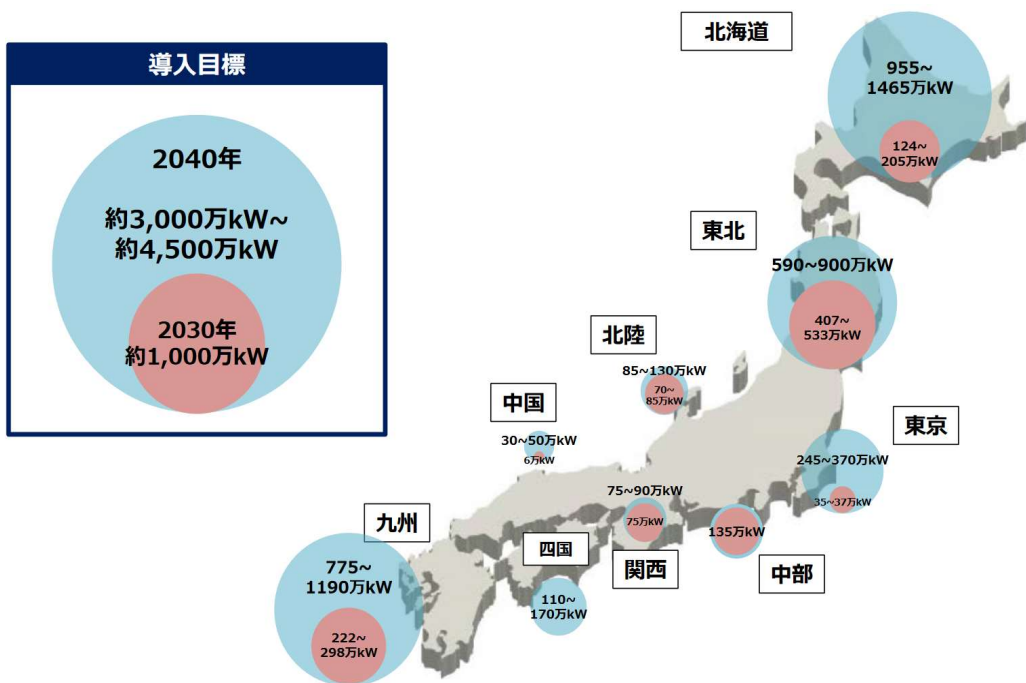 導入目標
2040年
約3,000万kW~
約4,500万kW
2030年
約1,000万kW
北海道
955~
1465万kW
124~
205万kW
東北
590~900万kW
407~
533万kW
北陸
85~130万kW
70~
85万kW
中国
30~50万kW
6万kW
東京
245~370万kW
35~37万kW
75~90万kW
75万kW
関西
135万kW
中部
九州
775~
1190万kW
222~
298万kW
四国
110~
170万kW